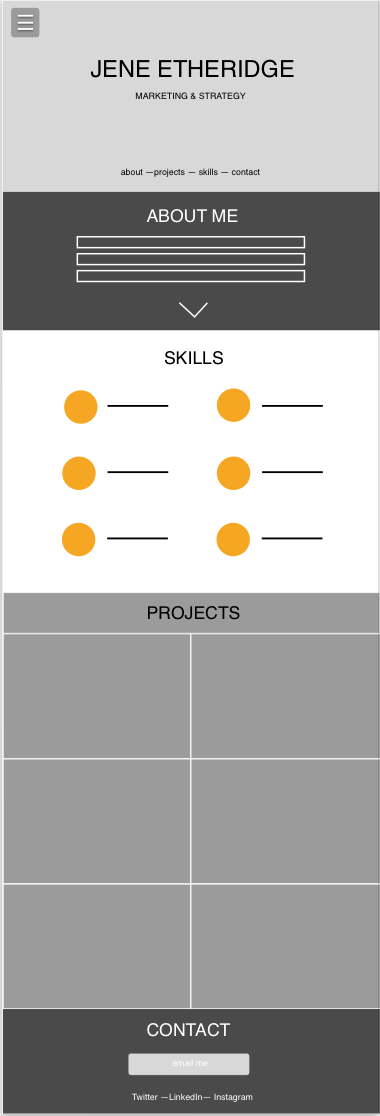 JENE ETHERIDGE
MARKETING & STRATEGY
about —projects — skills — contact
ABOUT ME
SKILLS
PROJECTS
CONTACT
email me
Twitter —LinkedIn— Instagram